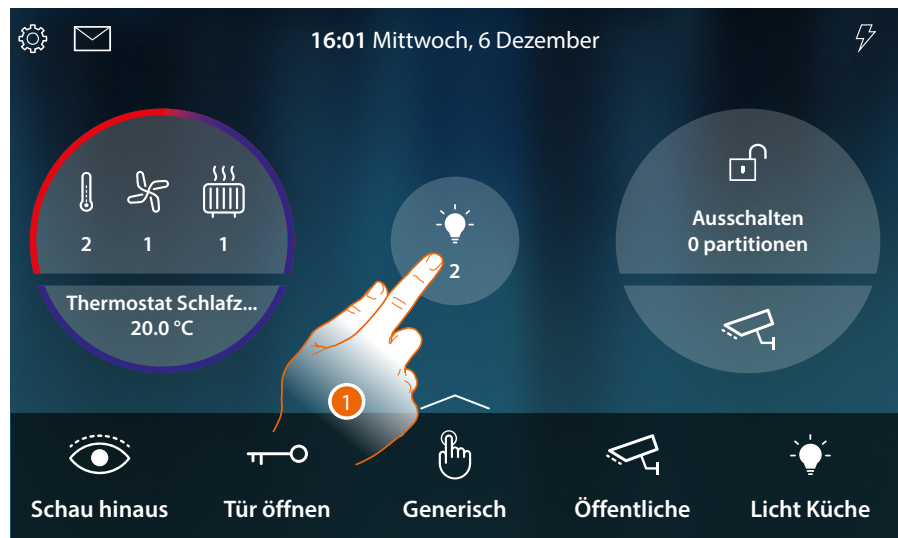 16:01 Mittwoch, 6 Dezember
2 1 1
Thermostat Schlafz...
20.0 °C
2
Ausschalten
0 partitionen
1
Schau hinaus Tür öffnen Generisch Öffentliche Licht Küche